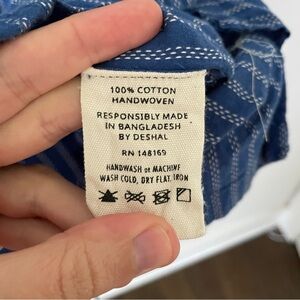 100% COTTON
HANDWOVEN
RESPONSIBLY MADE
IN BANGLADESH
BY DESHAL
RN 148169
HANDWASH or MACHINE
WASH COLD, DRY FLAT, IRON